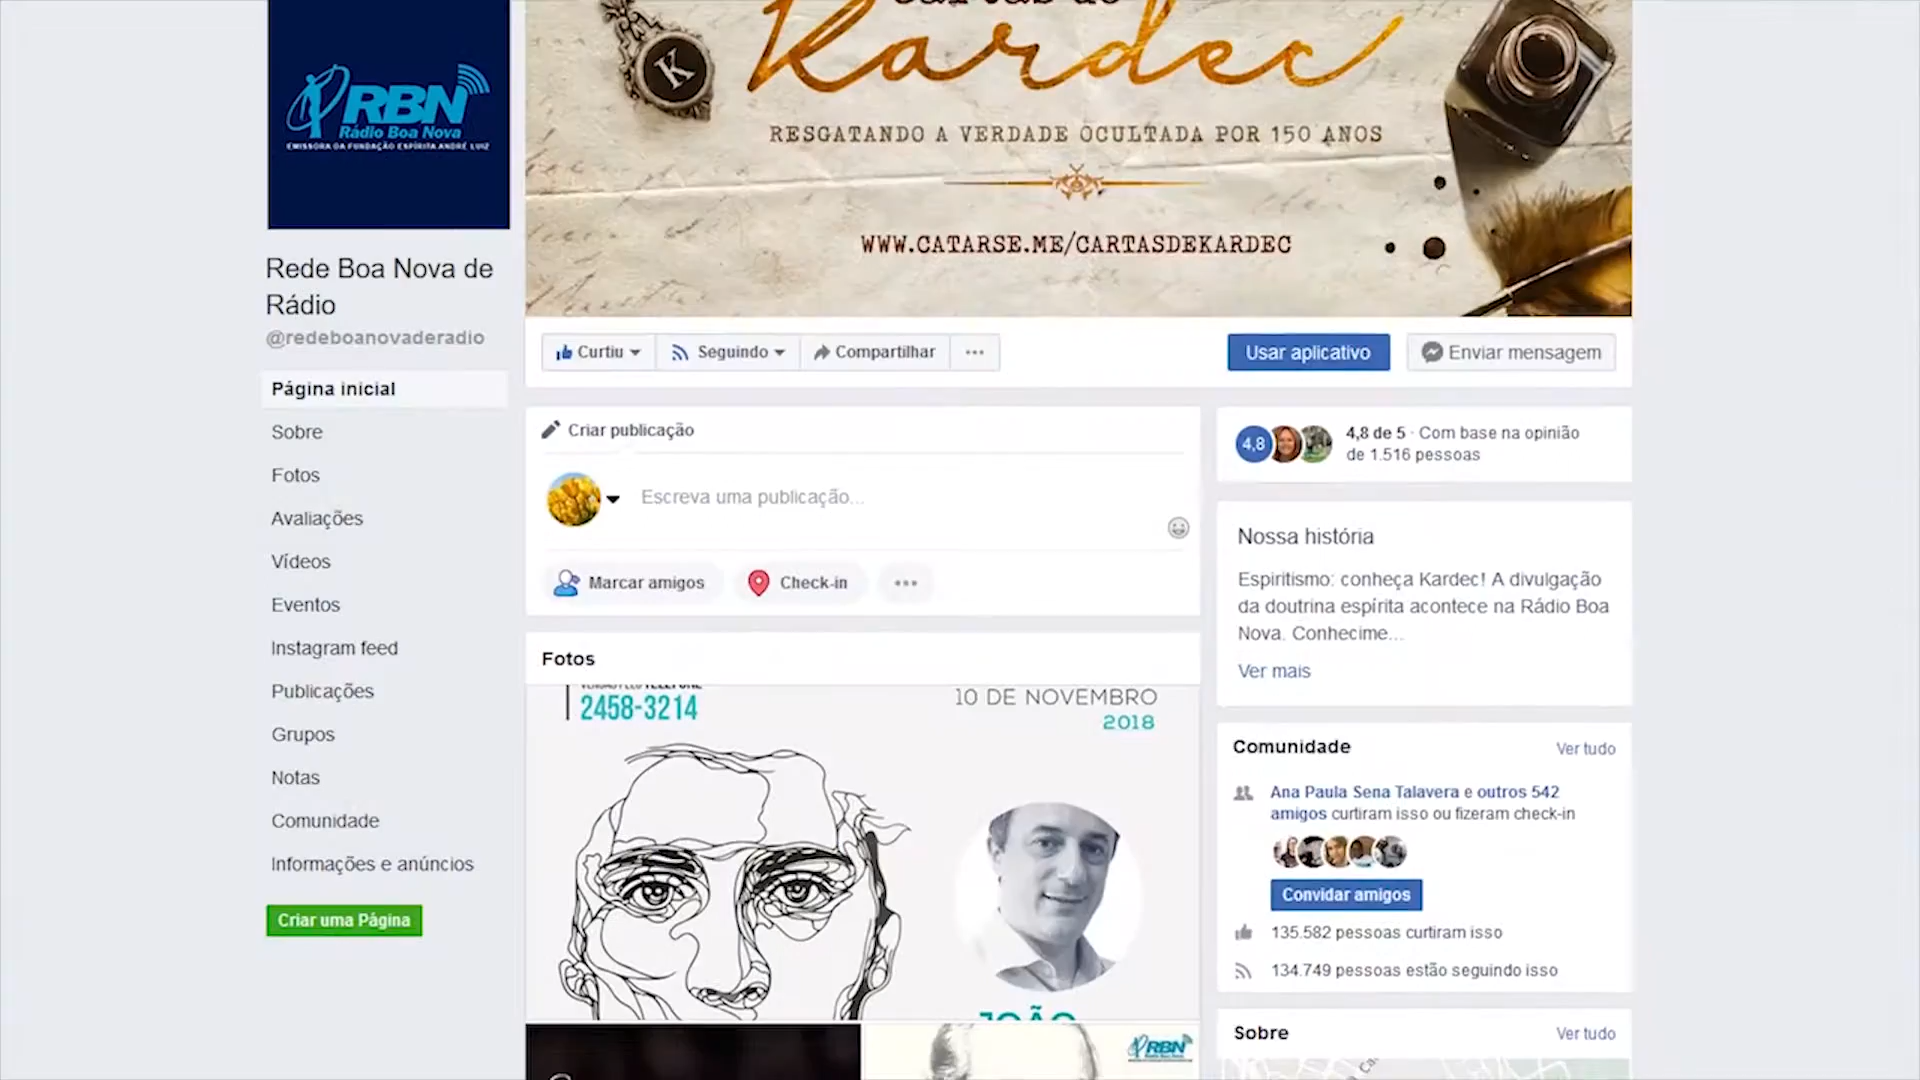 Kardec
K
RESGATANDO A VERDADE OCULTADA POR 150 ANOS
WWW.CATARSE.ME/CARTASDEKARDEC
RBN
Rádio Boa Nova
EMISSORA DA FUNDAÇÃO ESPÍRITA ANDRÉ LUIZ
Rede Boa Nova de
Rádio
@redeboanovaderadio
Página inicial
Sobre
Fotos
Avaliações
Vídeos
Eventos
Instagram feed
Publicações
Grupos
Notas
Comunidade
Informações e anúncios
Criar uma Página
Curtiu
Seguindo
Compartilhar
Usar aplicativo
Enviar mensagem
Criar publicação
Escreva uma publicação...
Marcar amigos
Check-in
Fotos
2458-3214
10 DE NOVEMBRO
2018
JOÃO
RBN
Rádio Boa Nova
4,8
4,8 de 5 · Com base na opinião
de 1.516 pessoas
Nossa história
Espiritismo: conheça Kardec! A divulgação
da doutrina espírita acontece na Rádio Boa
Nova. Conhecime...
Ver mais
Comunidade
Ver tudo
Ana Paula Sena Talavera e outros 542
amigos curtiram isso ou fizeram check-in
Convidar amigos
135.582 pessoas curtiram isso
134.749 pessoas estão seguindo isso
Sobre
Ver tudo